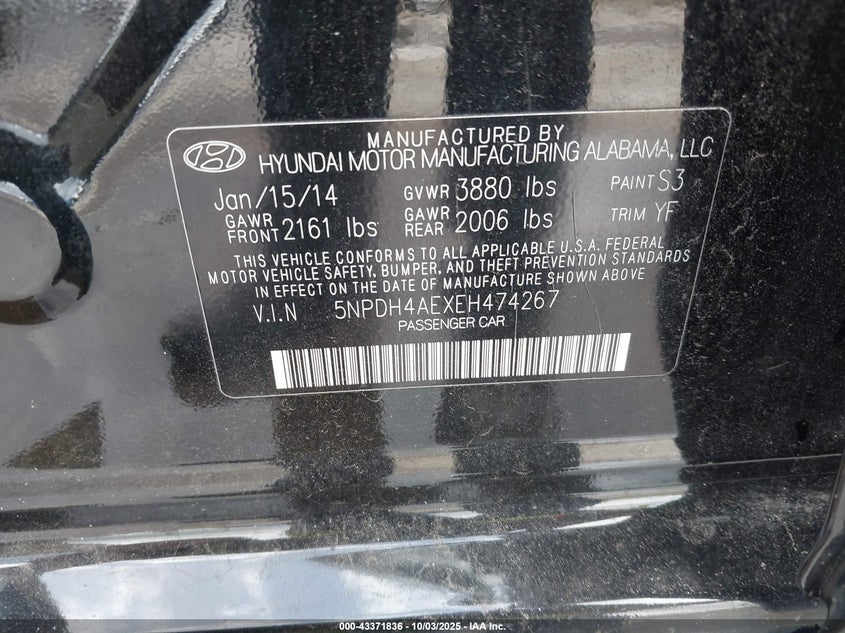 MANUFACTURED BY
HYUNDAI MOTOR MANUFACTURING ALABAMA, LLC
Jan/15/14 GVWR 3880 lbs PAINT S3
GAWR FRONT 2161 lbs GAWR REAR 2006 lbs TRIM YF
THIS VEHICLE CONFORMS TO ALL APPLICABLE U.S.A. FEDERAL
MOTOR VEHICLE SAFETY, BUMPER, AND THEFT PREVENTION STANDARDS
IN EFFECT ON THE DATE OF MANUFACTURE SHOWN ABOVE
V.I.N 5NPDH4AEXEH474267
PASSENGER CAR
000-43371836 - 10/03/2025 - IAA Inc.